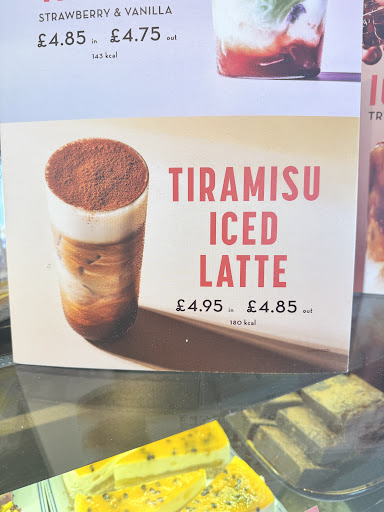 STRAWBERRY & VANILLA
£4.85 in £4.75 out
143 kcal
TIRAMISU
ICED
LATTE
£4.95 in £4.85 out
180 kcal
TR